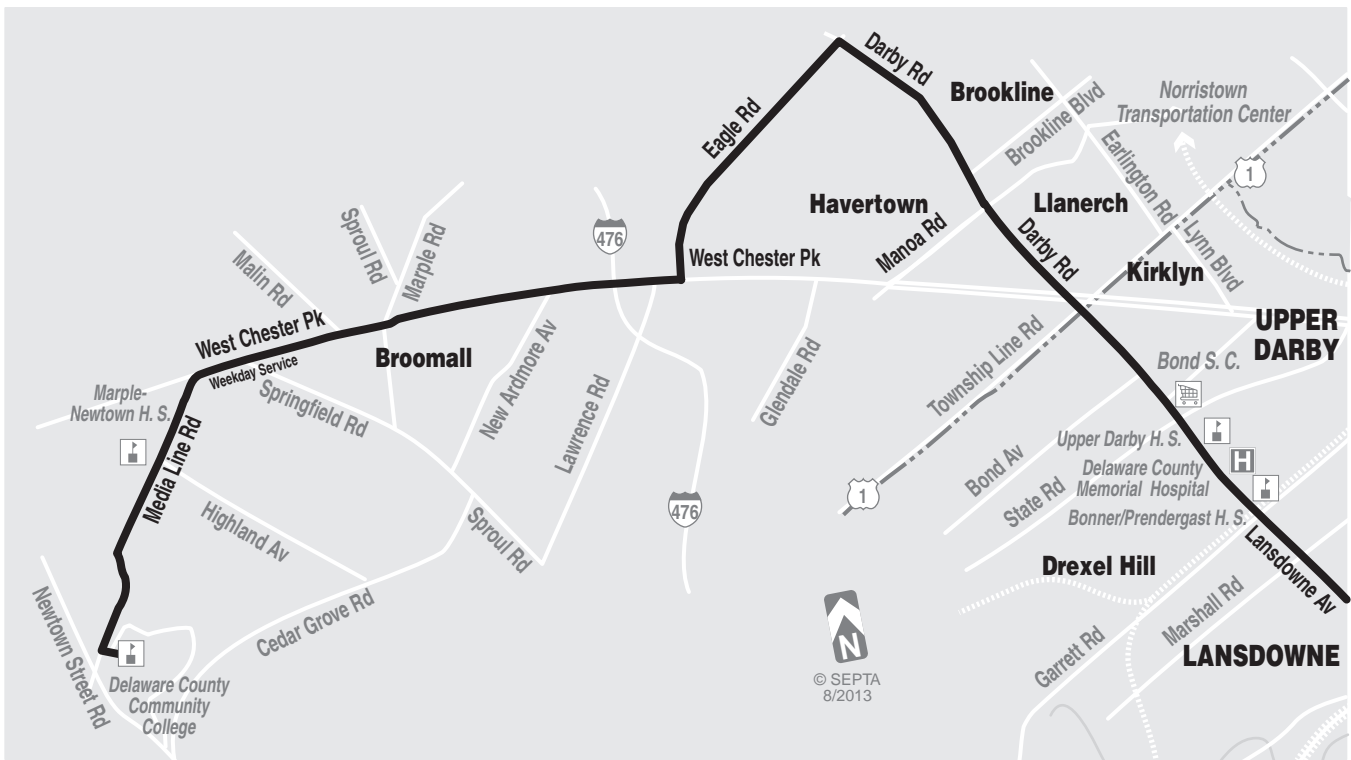 Darby Rd
Brookline
Norristown
Transportation Center
Brookline Blvd
Eagle Rd
Earlington Rd
1
Havertown
Llanerch
Sproul Rd
Marple Rd
476
Malin Rd
West Chester Pk
Manoa Rd
Darby Rd
Kirklyn
Lynn Blvd
West Chester Pk
Weekday Service
Broomall
UPPER
DARBY
Bond S. C.
Marple-
Newtown H. S.
Springfield Rd
New Ardmore Av
Lawrence Rd
Glendale Rd
Township Line Rd
Media Line Rd
Upper Darby H. S.
H
Delaware County
Memorial Hospital
Bonner/Prendergast H. S.
Bond Av
State Rd
1
476
Highland Av
Sproul Rd
Lansdowne Av
Drexel Hill
Newtown Street Rd
Cedar Grove Rd
N
Marshall Rd
Garrett Rd
LANSDOWNE
© SEPTA
8/2013
Delaware County
Community
College